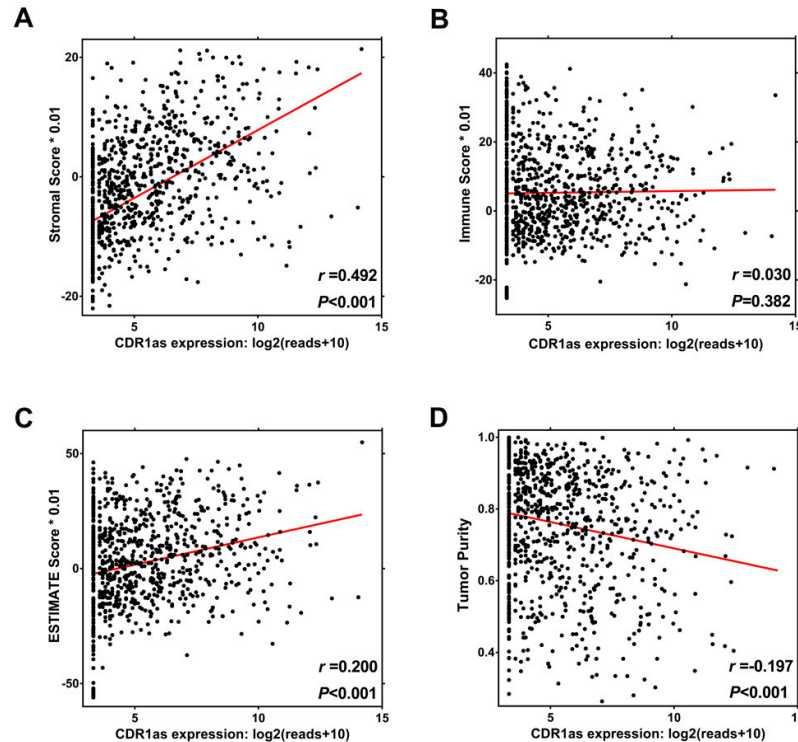 A
Stromal Score * 0.01
20
0
-20
r=0.492
P<0.001
5
10
15
CDR1as expression: log2(reads+10)
B
Immune Score * 0.01
40
20
0
-20
r=0.030
P=0.382
5
10
15
CDR1as expression: log2(reads+10)
C
ESTIMATE Score * 0.01
50
0
-50
r=0.200
P<0.001
5
10
15
CDR1as expression: log2(reads+10)
D
Tumor Purity
1.0
0.8
0.6
0.4
r=-0.197
P<0.001
5
10
CDR1as expression: log2(reads+10)